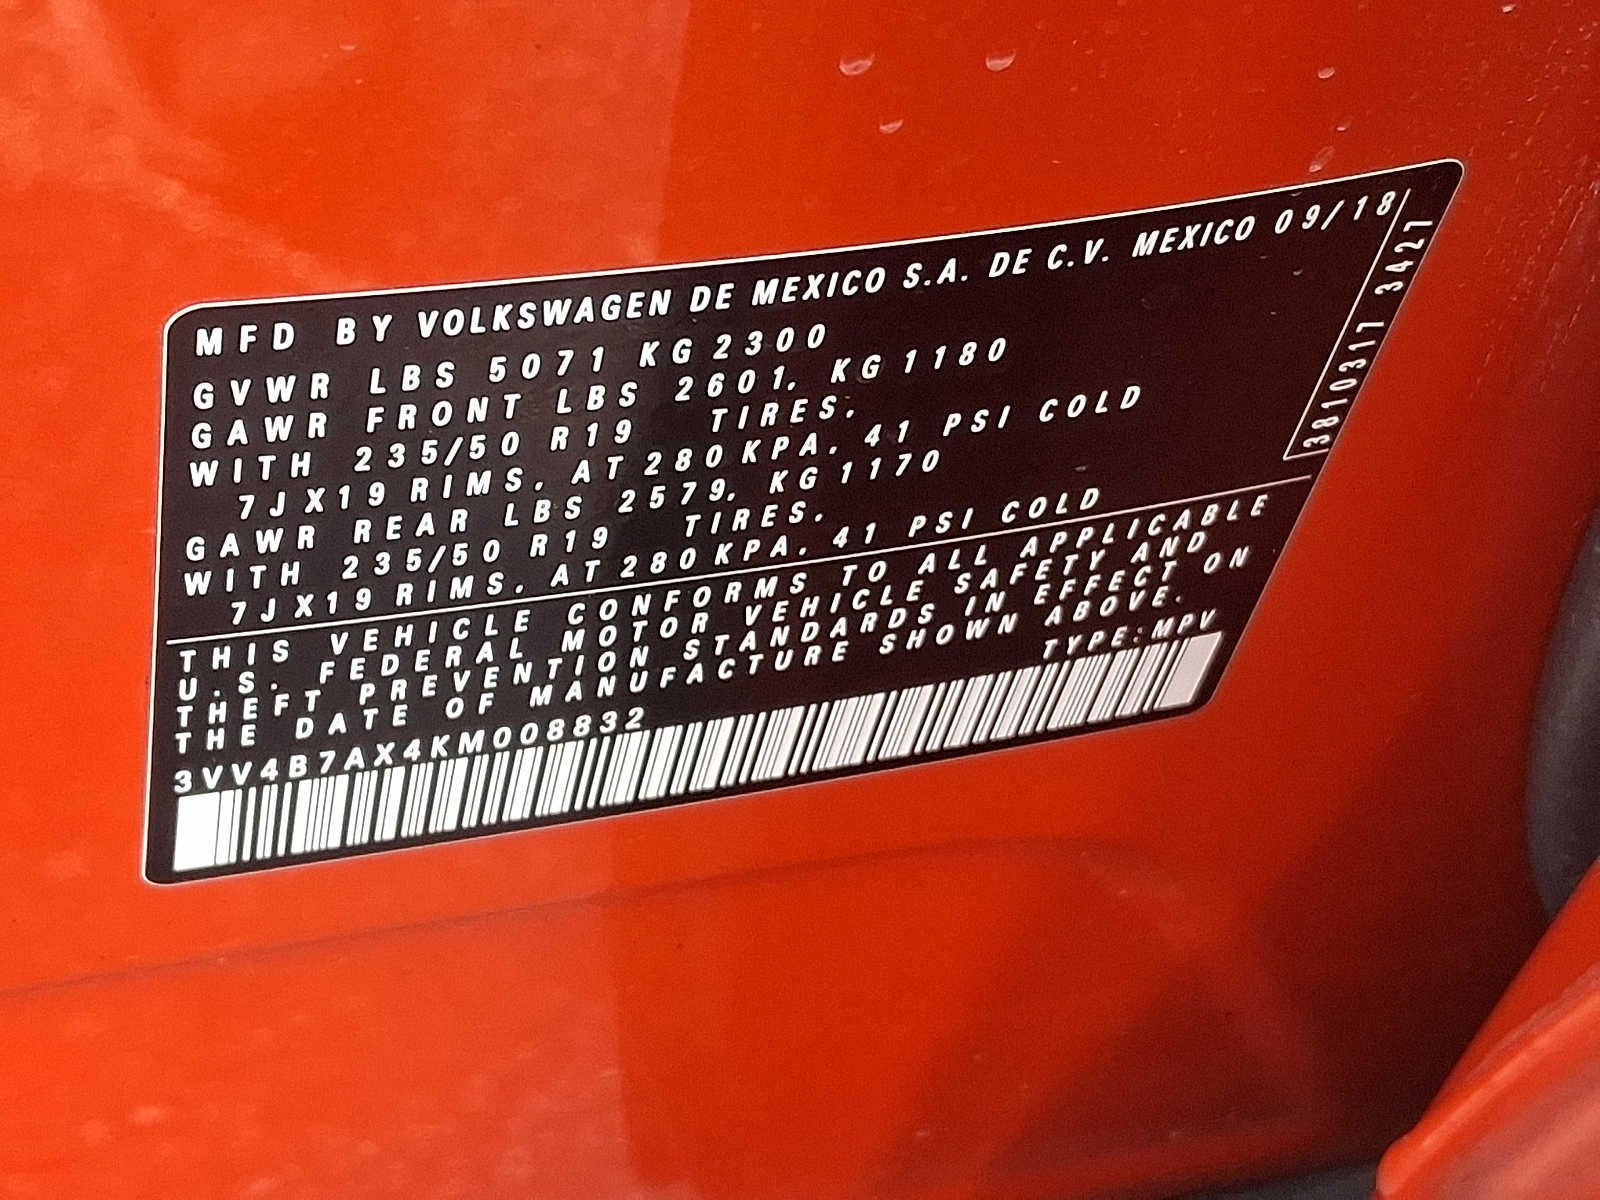 MFD BY VOLKSWAGEN DE MEXICO S.A. DE C.V. MEXICO 09/18
GVWR LBS 5071 KG 2300
GAWR FRONT LBS 2601. KG 1180
WITH 235/50 R19 TIRES.
7JX19 RIMS. AT 280 KPA. 41 PSI COLD
GAWR REAR LBS 2579. KG 1170
WITH 235/50 R19 TIRES.
7JX19 RIMS. AT 280 KPA. 41 PSI COLD
THIS VEHICLE CONFORMS TO ALL APPLICABLE
U.S. FEDERAL MOTOR VEHICLE SAFETY AND
THEFT PREVENTION STANDARDS IN EFFECT ON
THE DATE OF MANUFACTURE SHOWN ABOVE.
3VV4B7AX4KM008832 TYPE: MPV
3810317 3427